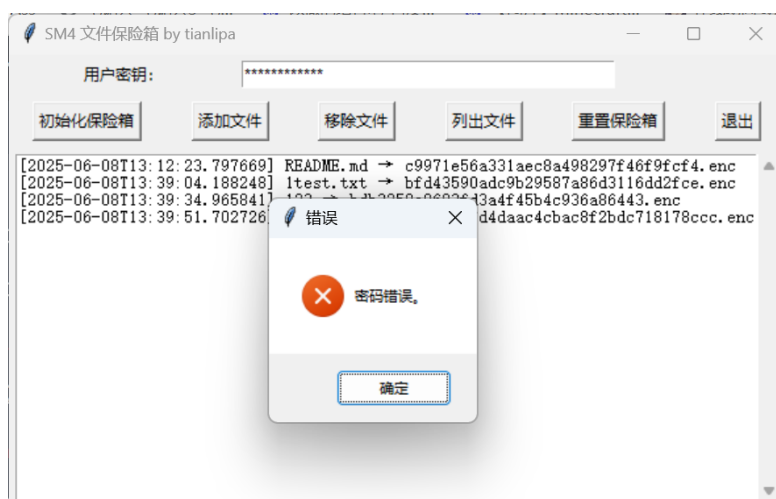 SM4 文件保险箱 by tianlipa
用户密钥: ************
初始化保险箱 添加文件 移除文件 列出文件 重置保险箱 退出
[2025-06-08T13:12:23.797669] README.md → c9971e56a331aec8a498297f46f9fcf4.enc
[2025-06-08T13:39:04.188248] 1test.txt → bfd43590adc9b29587a86d3116dd2fce.enc
[2025-06-08T13:39:34.965841]
[2025-06-08T13:39:51.702726] d4daac4cbac8f2bdc718178ccc.enc
错误
密码错误。
确定